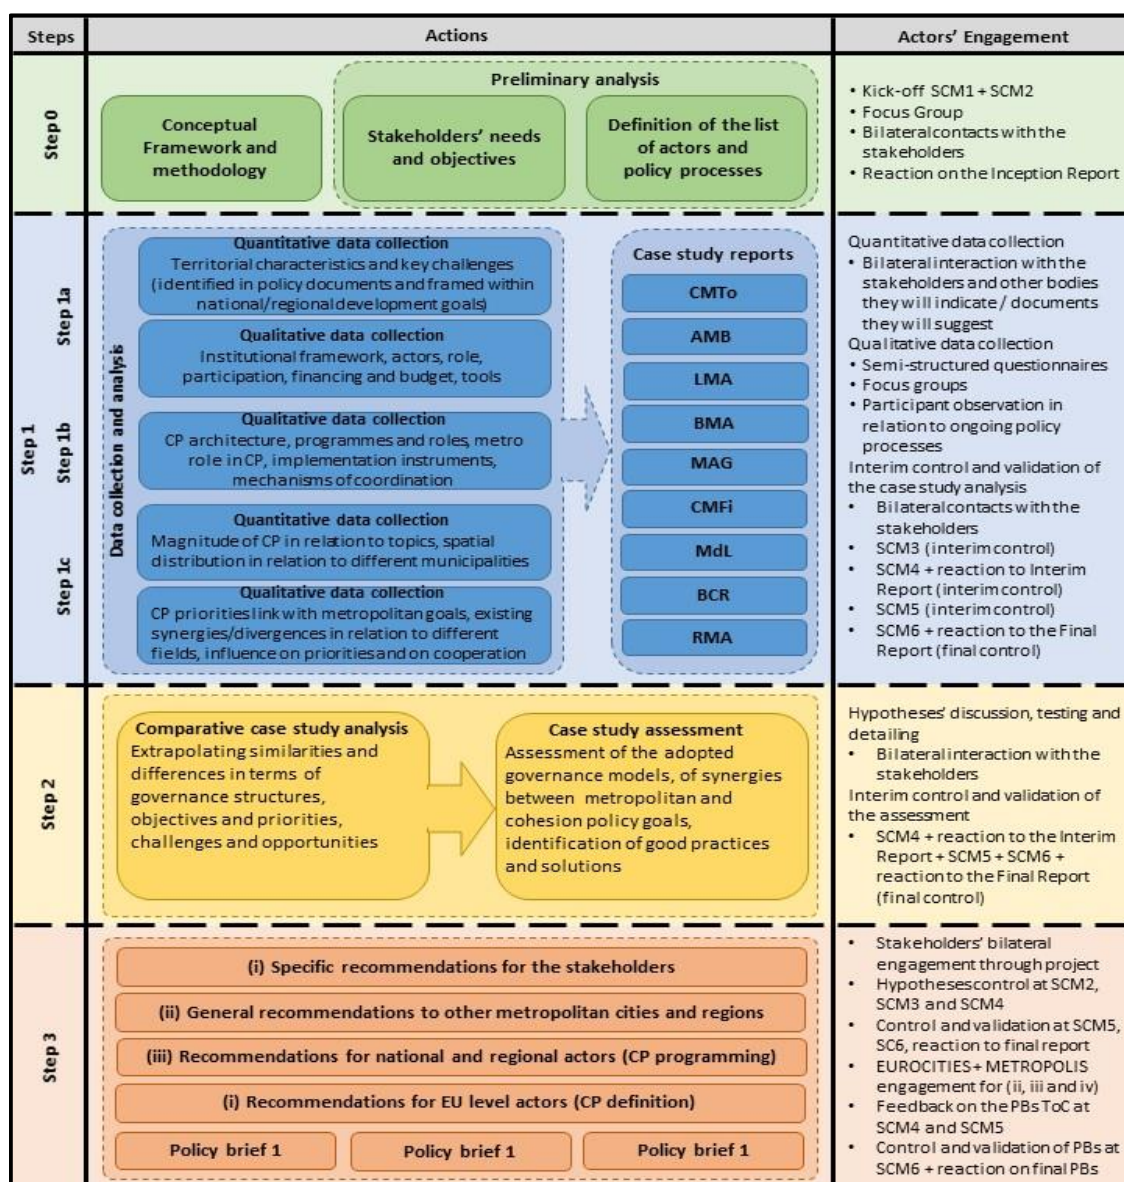 Steps
Actions
Actors' Engagement
Step 0
Conceptual
Framework and
methodology
Preliminary analysis
Stakeholders' needs
and objectives
Definition of the list
of actors and
policy processes
• Kick-off SCM1 + SCM2
• Focus Group
• Bilateral contacts with the
stakeholders
• Reaction on the Inception Report
Step 1
Step 1a
Step 1b
Step 1c
Data collection and analysis
Quantitative data collection
Territorial characteristics and key challenges
(identified in policy documents and framed within
national/regional development goals)
Qualitative data collection
Institutional framework, actors, role,
participation, financing and budget, tools
Qualitative data collection
CP architecture, programmes and roles, metro
role in CP, implementation instruments,
mechanisms of coordination
Quantitative data collection
Magnitude of CP in relation to topics, spatial
distribution in relation to different municipalities
Qualitative data collection
CP priorities link with metropolitan goals, existing
synergies/divergences in relation to different
fields, influence on priorities and on cooperation
Case study reports
CMTo
AMB
LMA
BMA
MAG
CMFi
MdL
BCR
RMA
Quantitative data collection
• Bilateral interaction with the
stakeholders and other bodies
they will indicate / documents
they will suggest
Qualitative data collection
• Semi-structured questionnaires
• Focus groups
• Participant observation in
relation to ongoing policy
processes
Interim control and validation of
the case study analysis
• Bilateral contacts with the
stakeholders
• SCM3 (interim control)
• SCM4 + reaction to Interim
Report (interim control)
• SCM5 (interim control)
• SCM6 + reaction to the Final
Report (final control)
Step 2
Comparative case study analysis
Extrapolating similarities and
differences in terms of
governance structures,
objectives and priorities,
challenges and opportunities
Case study assessment
Assessment of the adopted
governance models, of synergies
between metropolitan and
cohesion policy goals,
identification of good practices
and solutions
Hypotheses' discussion, testing and
detailing
• Bilateral interaction with the
stakeholders
Interim control and validation of
the assessment
• SCM4 + reaction to the Interim
Report + SCM5 + SCM6 +
reaction to the Final Report
(final control)
Step 3
(i) Specific recommendations for the stakeholders
(ii) General recommendations to other metropolitan cities and regions
(iii) Recommendations for national and regional actors (CP programming)
(i) Recommendations for EU level actors (CP definition)
Policy brief 1
Policy brief 1
Policy brief 1
• Stakeholders' bilateral
engagement through project
• Hypotheses control at SCM2,
SCM3 and SCM4
• Control and validation at SCM5,
SC6, reaction to final report
• EUROCITIES + METROPOLIS
engagement for (ii, iii and iv)
• Feedback on the PBs ToC at
SCM4 and SCM5
• Control and validation of PBs at
SCM6 + reaction on final PBs